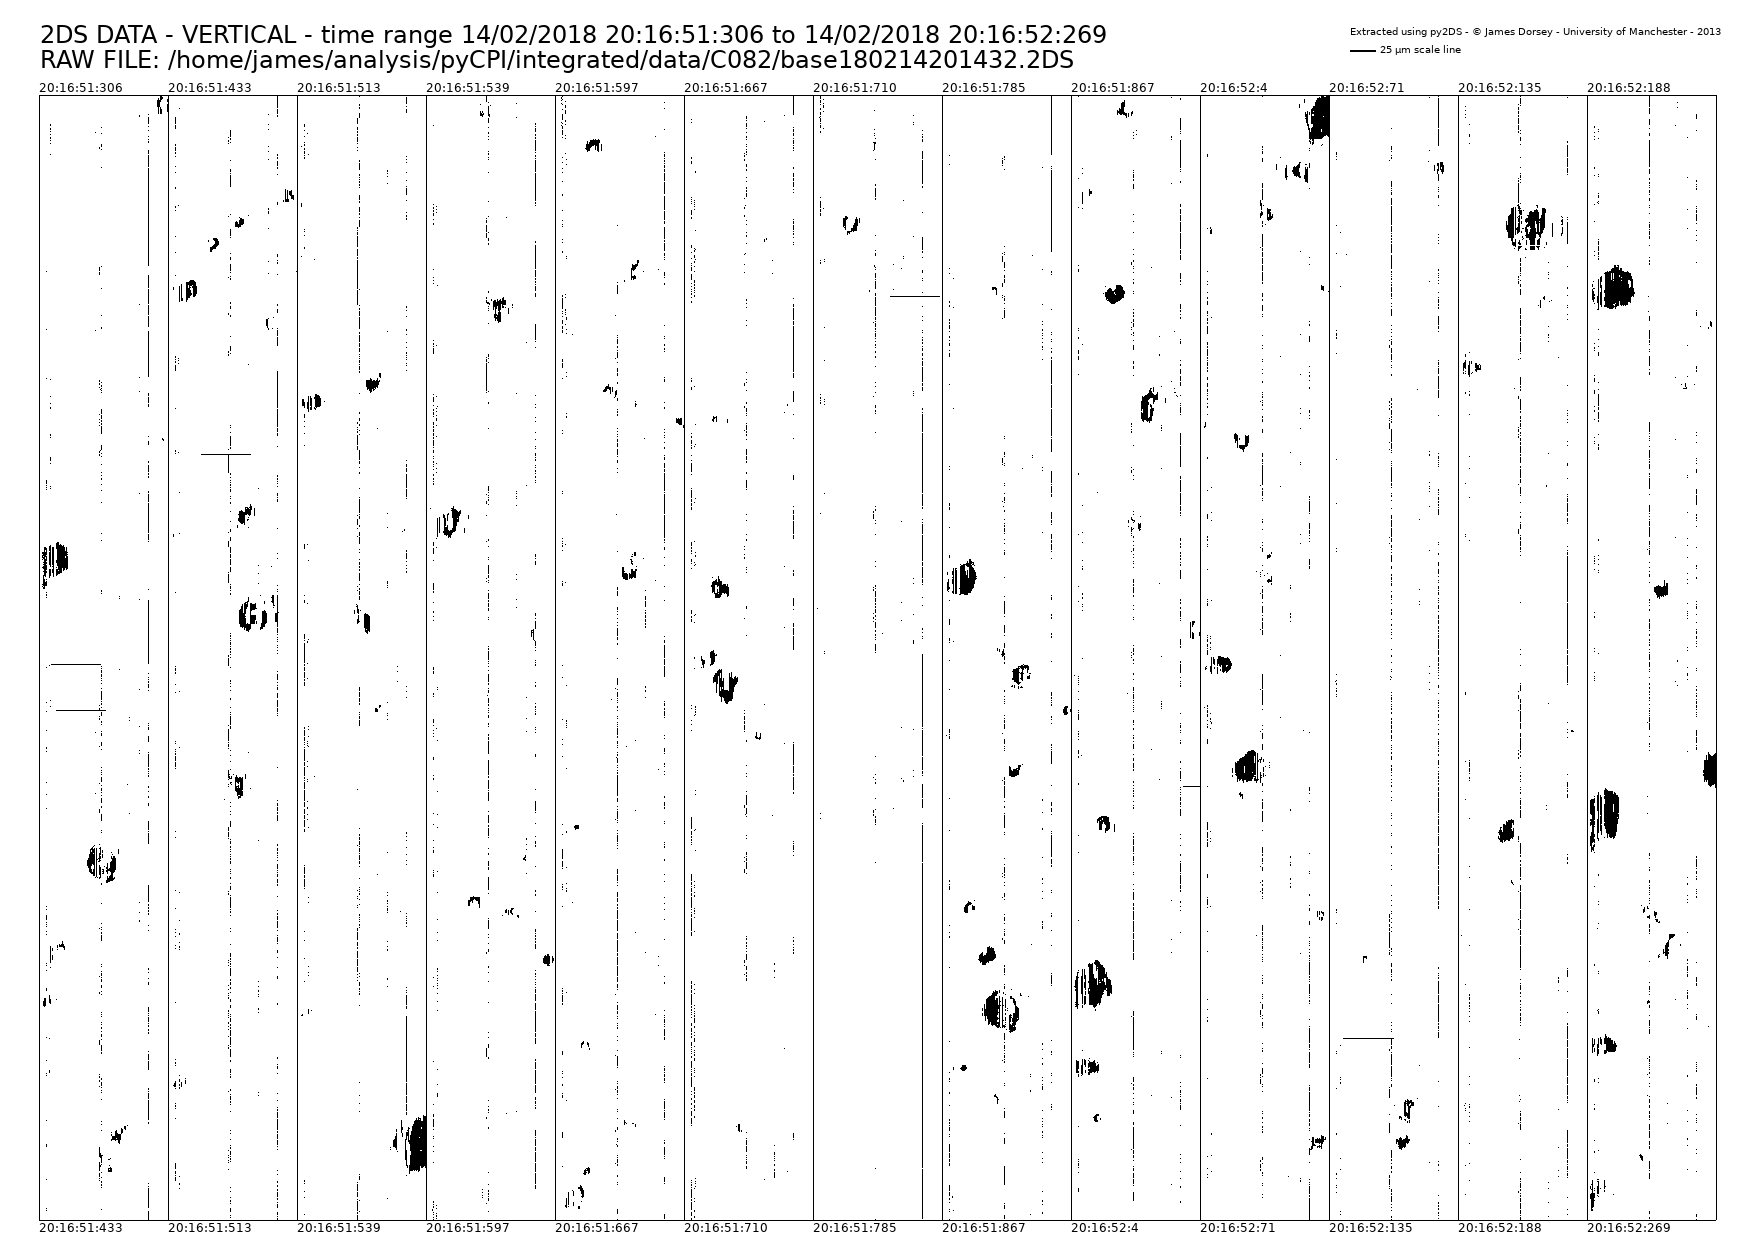 2DS DATA - VERTICAL - time range 14/02/2018 20:16:51:306 to 14/02/2018 20:16:52:269
RAW FILE: /home/james/analysis/pyCPI/integrated/data/C082/base180214201432.2DS
Extracted using py2DS - © James Dorsey - University of Manchester - 2013
25 µm scale line
20:16:51:306 20:16:51:433 20:16:51:513 20:16:51:539 20:16:51:597 20:16:51:667 20:16:51:710 20:16:51:785 20:16:51:867 20:16:52:4 20:16:52:71 20:16:52:135 20:16:52:188
20:16:51:433 20:16:51:513 20:16:51:539 20:16:51:597 20:16:51:667 20:16:51:710 20:16:51:785 20:16:51:867 20:16:52:4 20:16:52:71 20:16:52:135 20:16:52:188 20:16:52:269